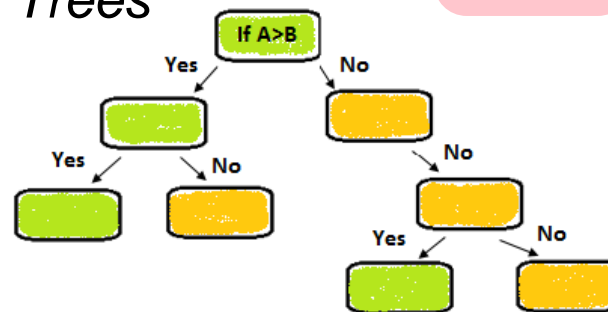 Trees
If A>B
Yes
No
Yes
No
No
Yes
No